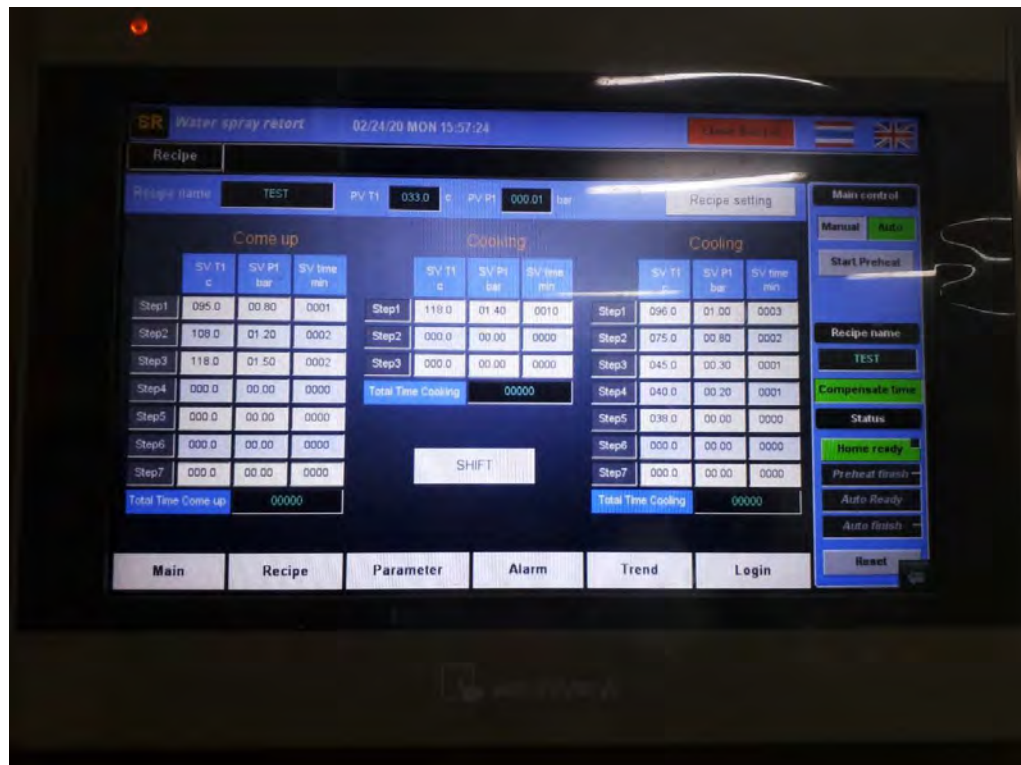 SR Water spray retort 02/24/20 MON 15:57:24
Recipe
Recipe name TEST PV T1 033.0 c PV P1 000.01 bar Recipe setting
Main control
Manual Auto
Start Preheat
Recipe name
TEST
Compensate time
Status
Home ready
Preheat finish
Auto Ready
Auto finish
Reset
Come up
SV T1 c SV P1 bar SV time min
Step1 095.0 00.80 0001
Step2 108.0 01.20 0002
Step3 118.0 01.50 0002
Step4 000.0 00.00 0000
Step5 000.0 00.00 0000
Step6 000.0 00.00 0000
Step7 000.0 00.00 0000
Total Time Come up 00000
Cooking
SV T1 c SV P1 bar SV time min
Step1 118.0 01.40 0010
Step2 000.0 00.00 0000
Step3 000.0 00.00 0000
Total Time Cooking 00000
SHIFT
Cooling
SV T1 c SV P1 bar SV time min
Step1 096.0 01.00 0003
Step2 075.0 00.80 0002
Step3 045.0 00.30 0001
Step4 040.0 00.20 0001
Step5 038.0 00.00 0000
Step6 000.0 00.00 0000
Step7 000.0 00.00 0000
Total Time Cooling 00000
Main Recipe Parameter Alarm Trend Login